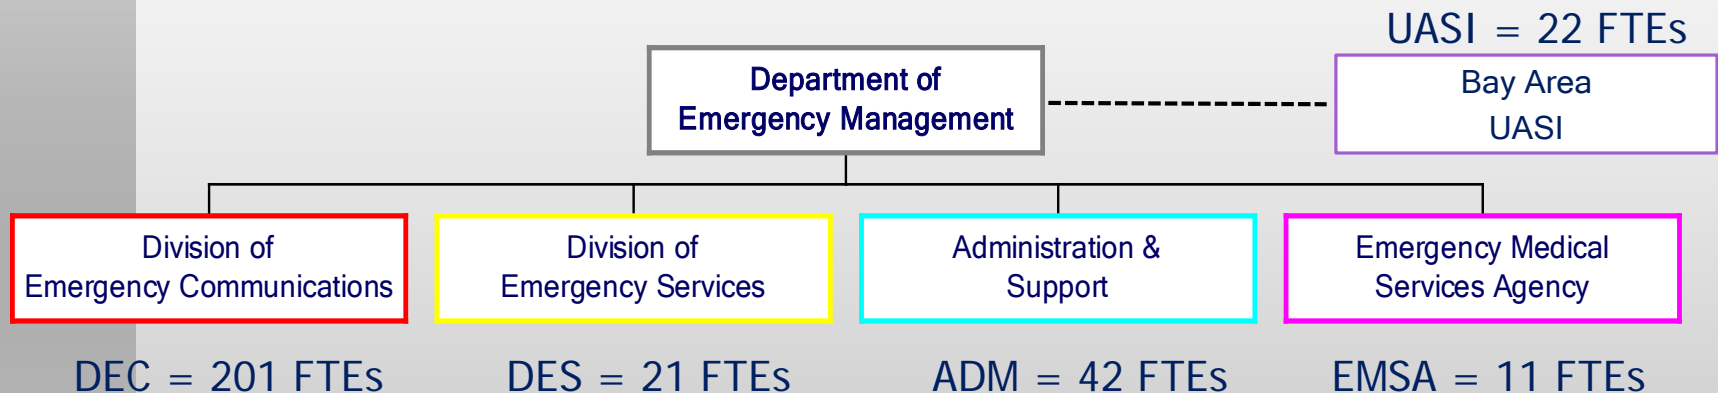 UASI = 22 FTEs
Department of
Emergency Management
Bay Area
UASI
Division of
Emergency Communications
Division of
Emergency Services
Administration &
Support
Emergency Medical
Services Agency
DEC = 201 FTEs
DES = 21 FTEs
ADM = 42 FTEs
EMSA = 11 FTEs